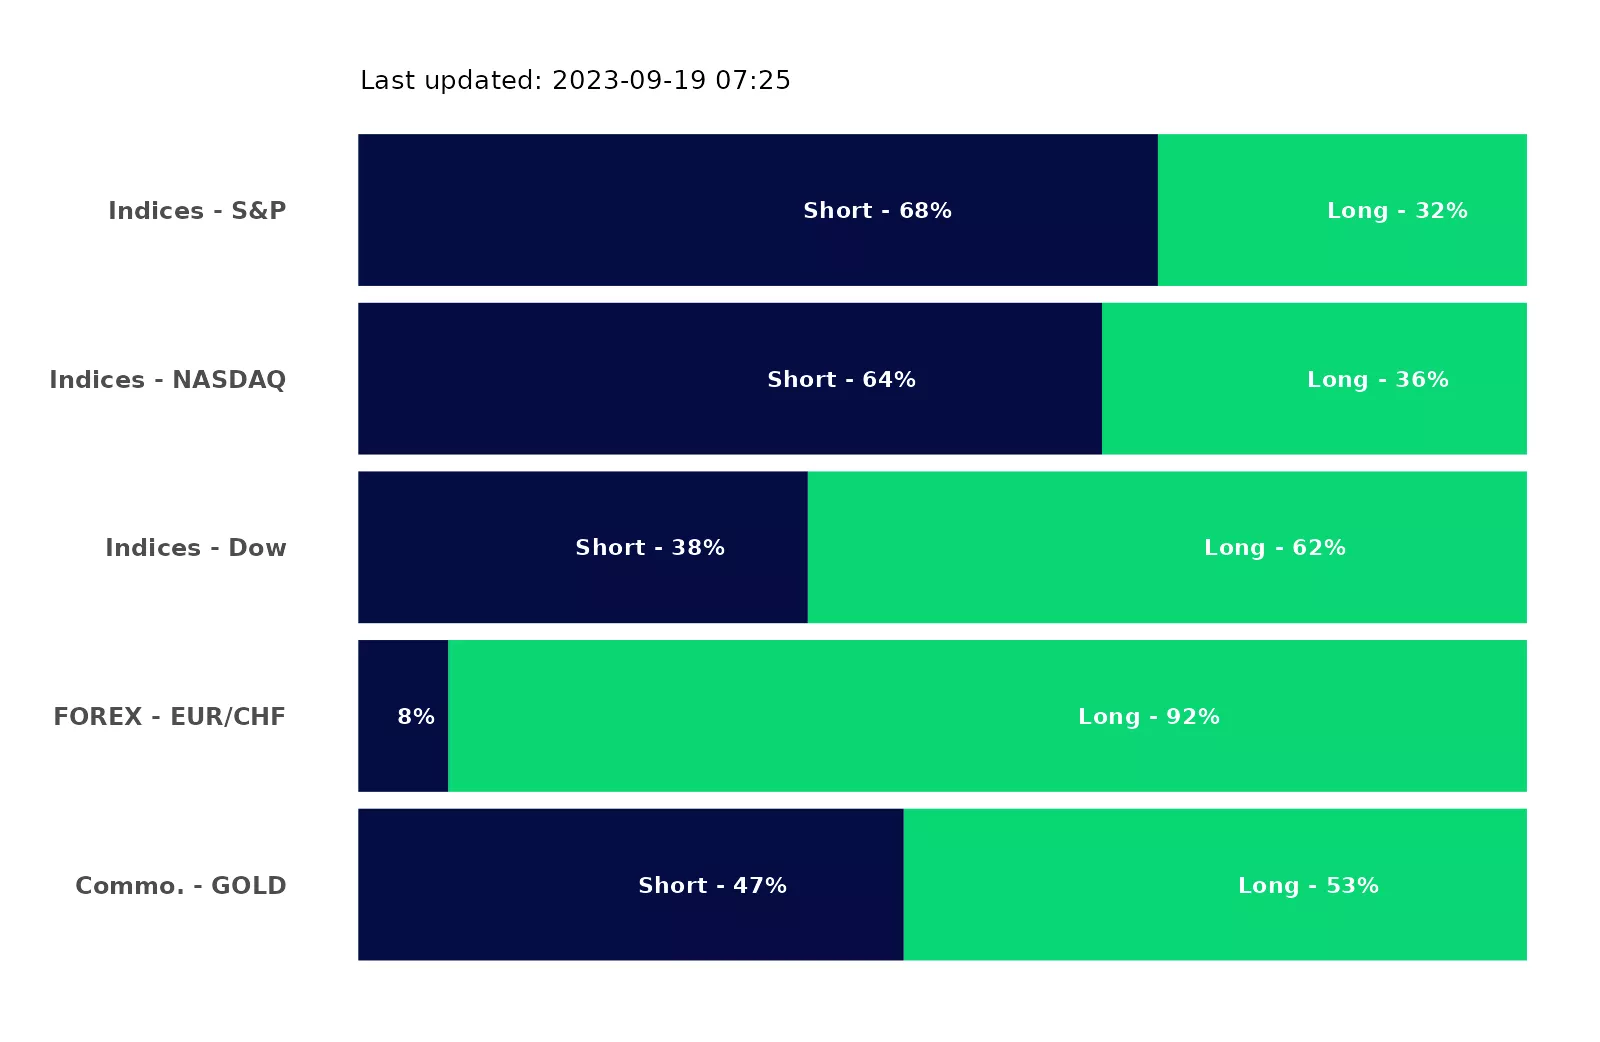 Last updated: 2023-09-19 07:25
Indices - S&P Short - 68% Long - 32%
Indices - NASDAQ Short - 64% Long - 36%
Indices - Dow Short - 38% Long - 62%
FOREX - EUR/CHF 8% Long - 92%
Commo. - GOLD Short - 47% Long - 53%